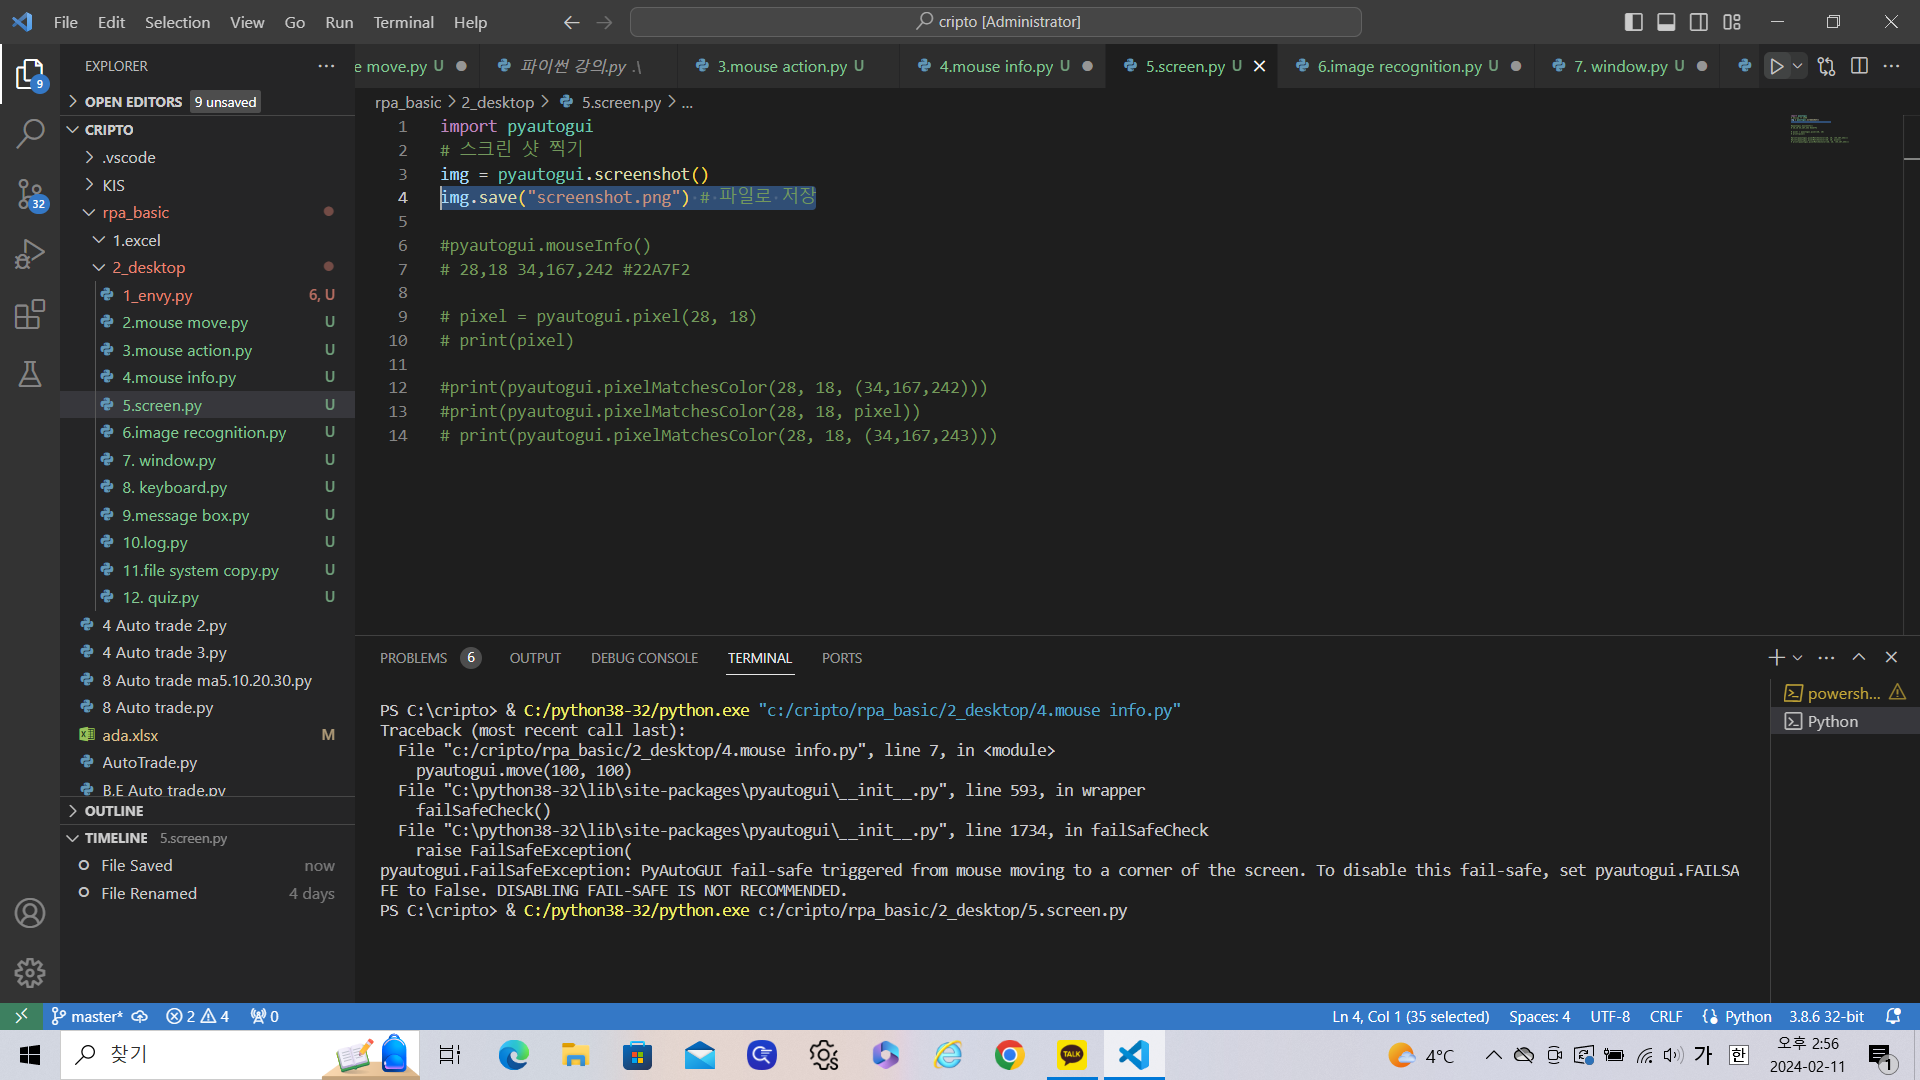 File Edit Selection View Go Run Terminal Help
cripto [Administrator]
EXPLORER
OPEN EDITORS 9 unsaved
CRIPTO
.vscode
KIS
rpa_basic
1.excel
2_desktop
1_envy.py 6, U
2.mouse move.py U
3.mouse action.py U
4.mouse info.py U
5.screen.py U
6.image recognition.py U
7. window.py U
8. keyboard.py U
9.message box.py U
10.log.py U
11.file system copy.py U
12. quiz.py U
4 Auto trade 2.py
4 Auto trade 3.py
8 Auto trade ma5.10.20.30.py
8 Auto trade.py
ada.xlsx M
AutoTrade.py
B,E Auto trade.py
OUTLINE
TIMELINE 5.screen.py
File Saved now
File Renamed 4 days
9
32
e move.py U
파이썬 강의.py .\
3.mouse action.py U
4.mouse info.py U
5.screen.py U
6.image recognition.py U
7. window.py U
rpa_basic > 2_desktop > 5.screen.py > ...
1 import pyautogui
2 # 스크린 샷 찍기
3 img = pyautogui.screenshot()
4 img.save("screenshot.png") # 파일로 저장
5
6 #pyautogui.mouseInfo()
7 # 28,18 34,167,242 #22A7F2
8
9 # pixel = pyautogui.pixel(28, 18)
10 # print(pixel)
11
12 #print(pyautogui.pixelMatchesColor(28, 18, (34,167,242)))
13 #print(pyautogui.pixelMatchesColor(28, 18, pixel))
14 # print(pyautogui.pixelMatchesColor(28, 18, (34,167,243)))
PROBLEMS 6 OUTPUT DEBUG CONSOLE TERMINAL PORTS
PS C:\cripto> & C:/python38-32/python.exe "c:/cripto/rpa_basic/2_desktop/4.mouse info.py"
Traceback (most recent call last):
File "c:/cripto/rpa_basic/2_desktop/4.mouse info.py", line 7, in <module>
pyautogui.move(100, 100)
File "C:\python38-32\lib\site-packages\pyautogui\__init__.py", line 593, in wrapper
failSafeCheck()
File "C:\python38-32\lib\site-packages\pyautogui\__init__.py", line 1734, in failSafeCheck
raise FailSafeException(
pyautogui.FailSafeException: PyAutoGUI fail-safe triggered from mouse moving to a corner of the screen. To disable this fail-safe, set pyautogui.FAILSA
FE to False. DISABLING FAIL-SAFE IS NOT RECOMMENDED.
PS C:\cripto> & C:/python38-32/python.exe c:/cripto/rpa_basic/2_desktop/5.screen.py
powersh...
Python
master* 2 4 0
Ln 4, Col 1 (35 selected) Spaces: 4 UTF-8 CRLF Python 3.8.6 32-bit
찾기
TALK
4°C
가
한
오후 2:56
2024-02-11
1